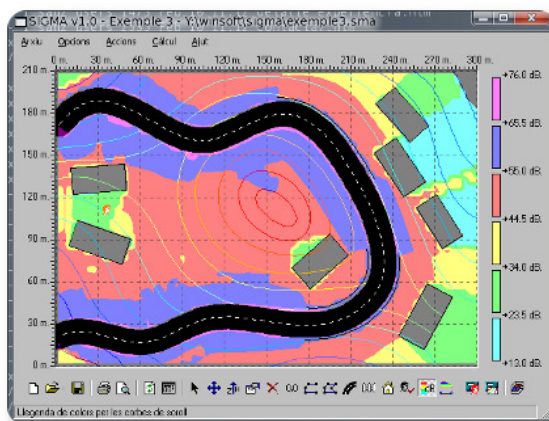 SIGMA v1.0 - Exemple 3 - Y:\winsoft\sigma\exemple3.sma
Arxiu Opcions Accions Càlcul Ajut
0 m. 30 m. 60 m. 90 m. 120 m. 150 m. 180 m. 210 m. 240 m. 270 m. 300 m.
210 m.
180 m.
150 m.
120 m.
90 m.
60 m.
30 m.
0 m.
+76.0 dB.
+65.5 dB.
+55.0 dB.
+44.5 dB.
+34.0 dB.
+23.5 dB.
+13.0 dB.
Llegenda de colors per les corbes de soroll